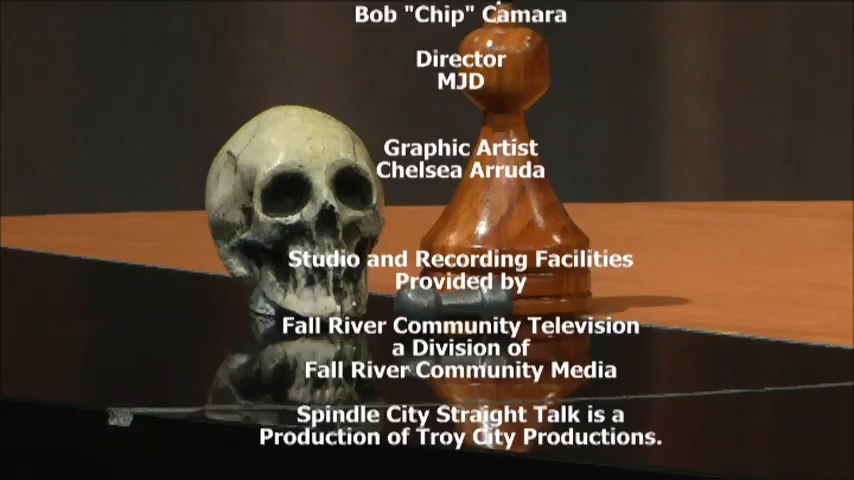 Bob "Chip" Camara
Director
MJD
Graphic Artist
Chelsea Arruda
Studio and Recording Facilities
Provided by
Fall River Community Television
a Division of
Fall River Community Media
Spindle City Straight Talk is a
Production of Troy City Productions.